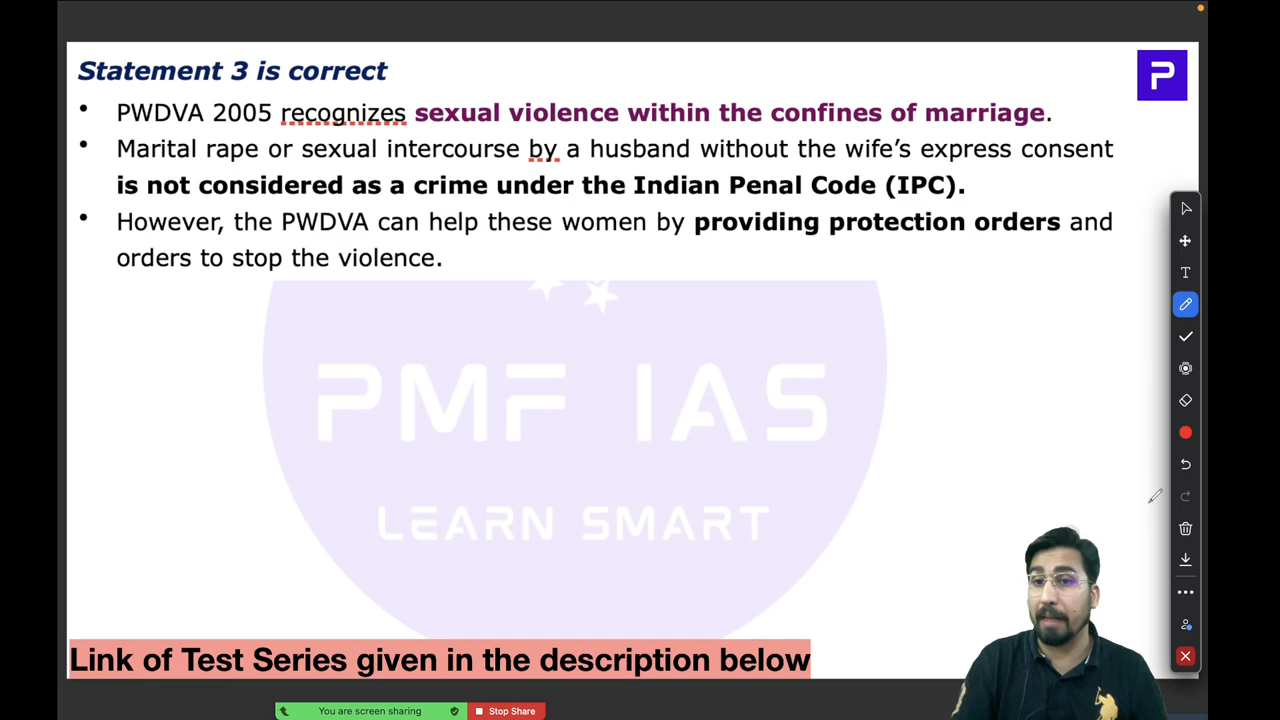 Statement 3 is correct
P
• PWDVA 2005 recognizes sexual violence within the confines of marriage.
• Marital rape or sexual intercourse by a husband without the wife’s express consent
is not considered as a crime under the Indian Penal Code (IPC).
• However, the PWDVA can help these women by providing protection orders and
orders to stop the violence.
PMF IAS
LEARN SMART
Link of Test Series given in the description below
You are screen sharing
Stop Share